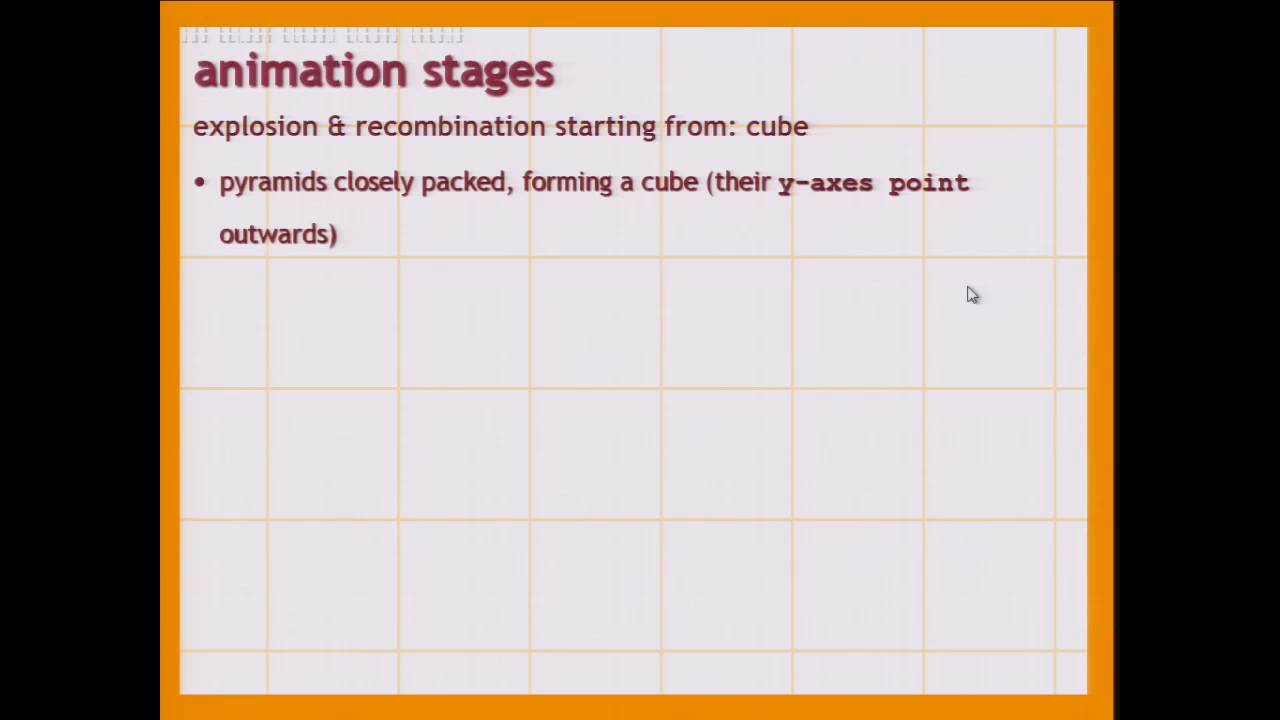 animation stages
explosion & recombination starting from: cube
• pyramids closely packed, forming a cube (their y-axes point
outwards)